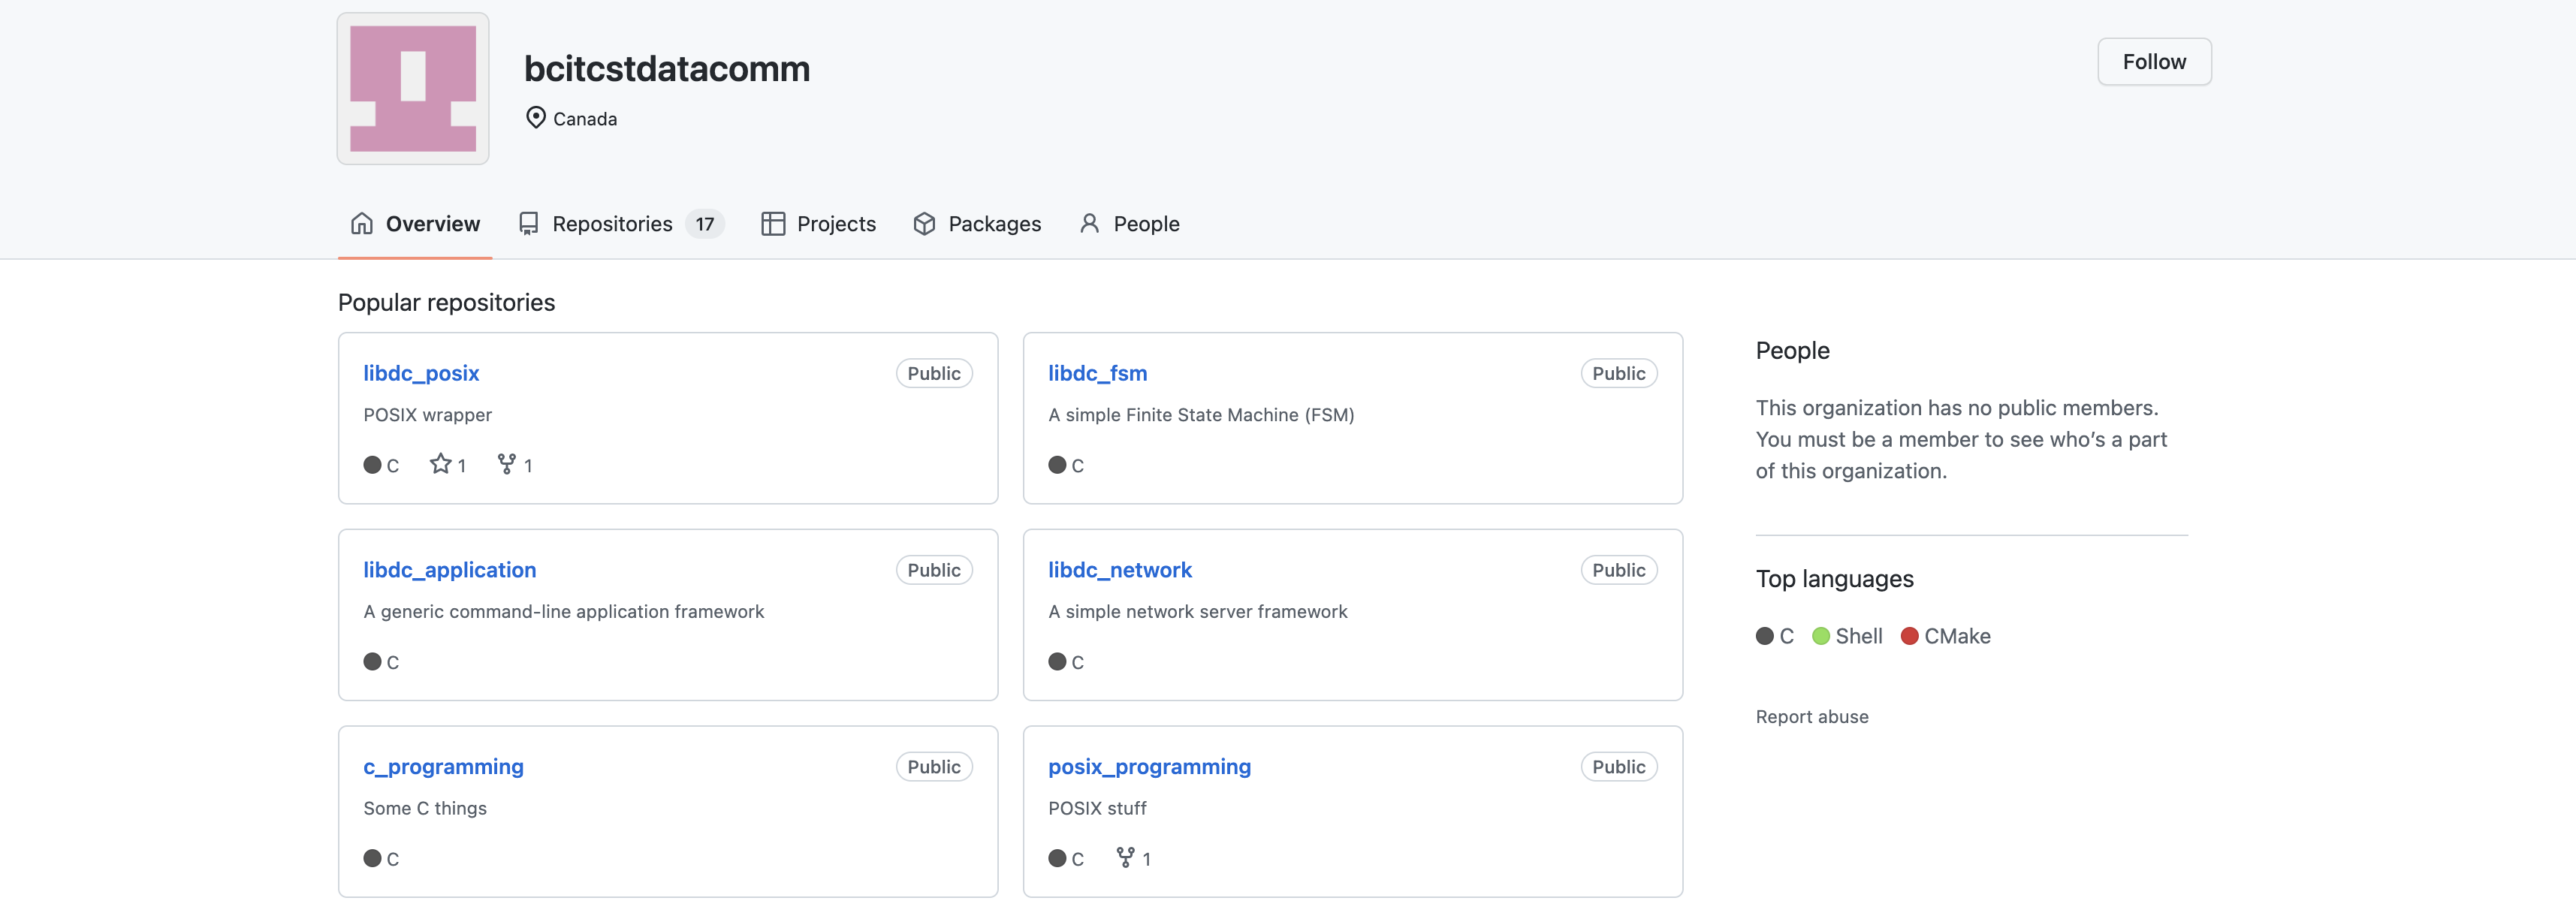 bcitcstdatacomm
Canada
Follow
Overview
Repositories 17
Projects
Packages
People
Popular repositories
libdc_posix
Public
POSIX wrapper
C 1 1
libdc_fsm
Public
A simple Finite State Machine (FSM)
C
libdc_application
Public
A generic command-line application framework
C
libdc_network
Public
A simple network server framework
C
c_programming
Public
Some C things
C
posix_programming
Public
POSIX stuff
C 1
People
This organization has no public members.
You must be a member to see who’s a part
of this organization.
Top languages
C Shell CMake
Report abuse